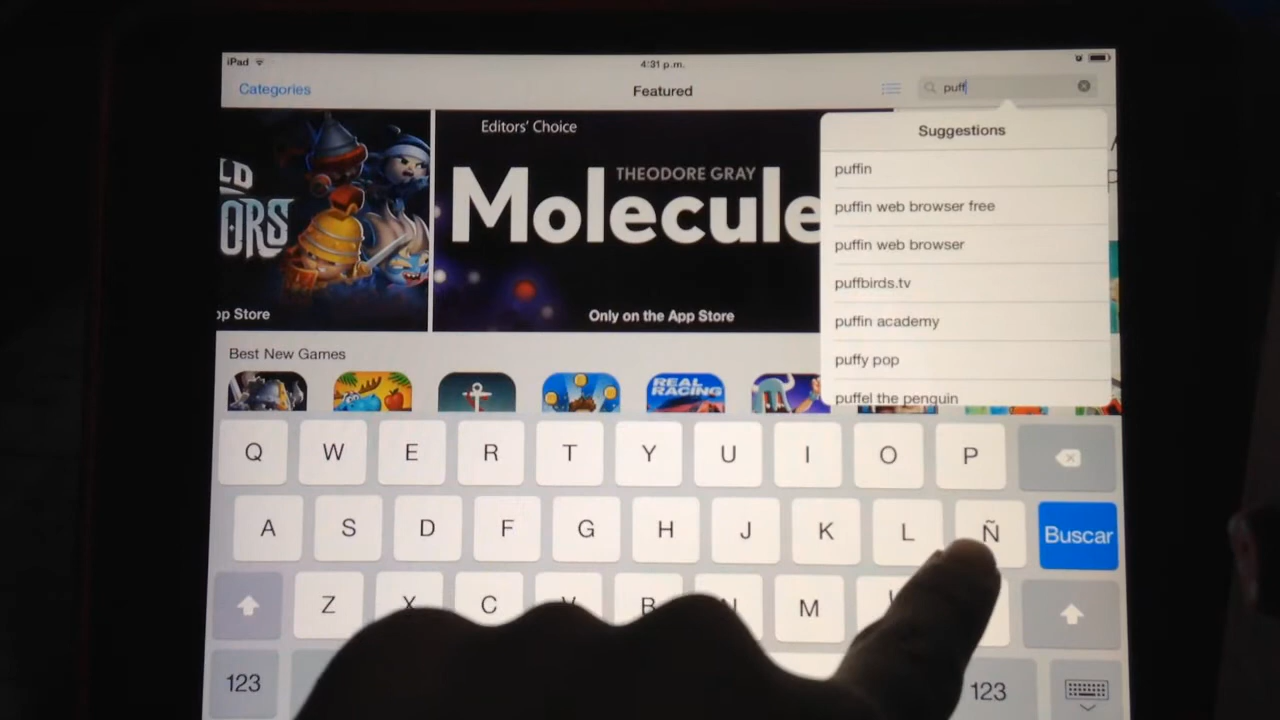 iPad
4:31 p.m.
Categories
Featured
puff
Editors' Choice
THEODORE GRAY
Molecule
LD
ORS
pp Store
Only on the App Store
Suggestions
puffin
puffin web browser free
puffin web browser
puffbirds.tv
puffin academy
puffy pop
puffel the penguin
Best New Games
REAL
RACING
Q W E R T Y U I O P
A S D F G H J K L Ñ Buscar
Z X C V B N M
123
123